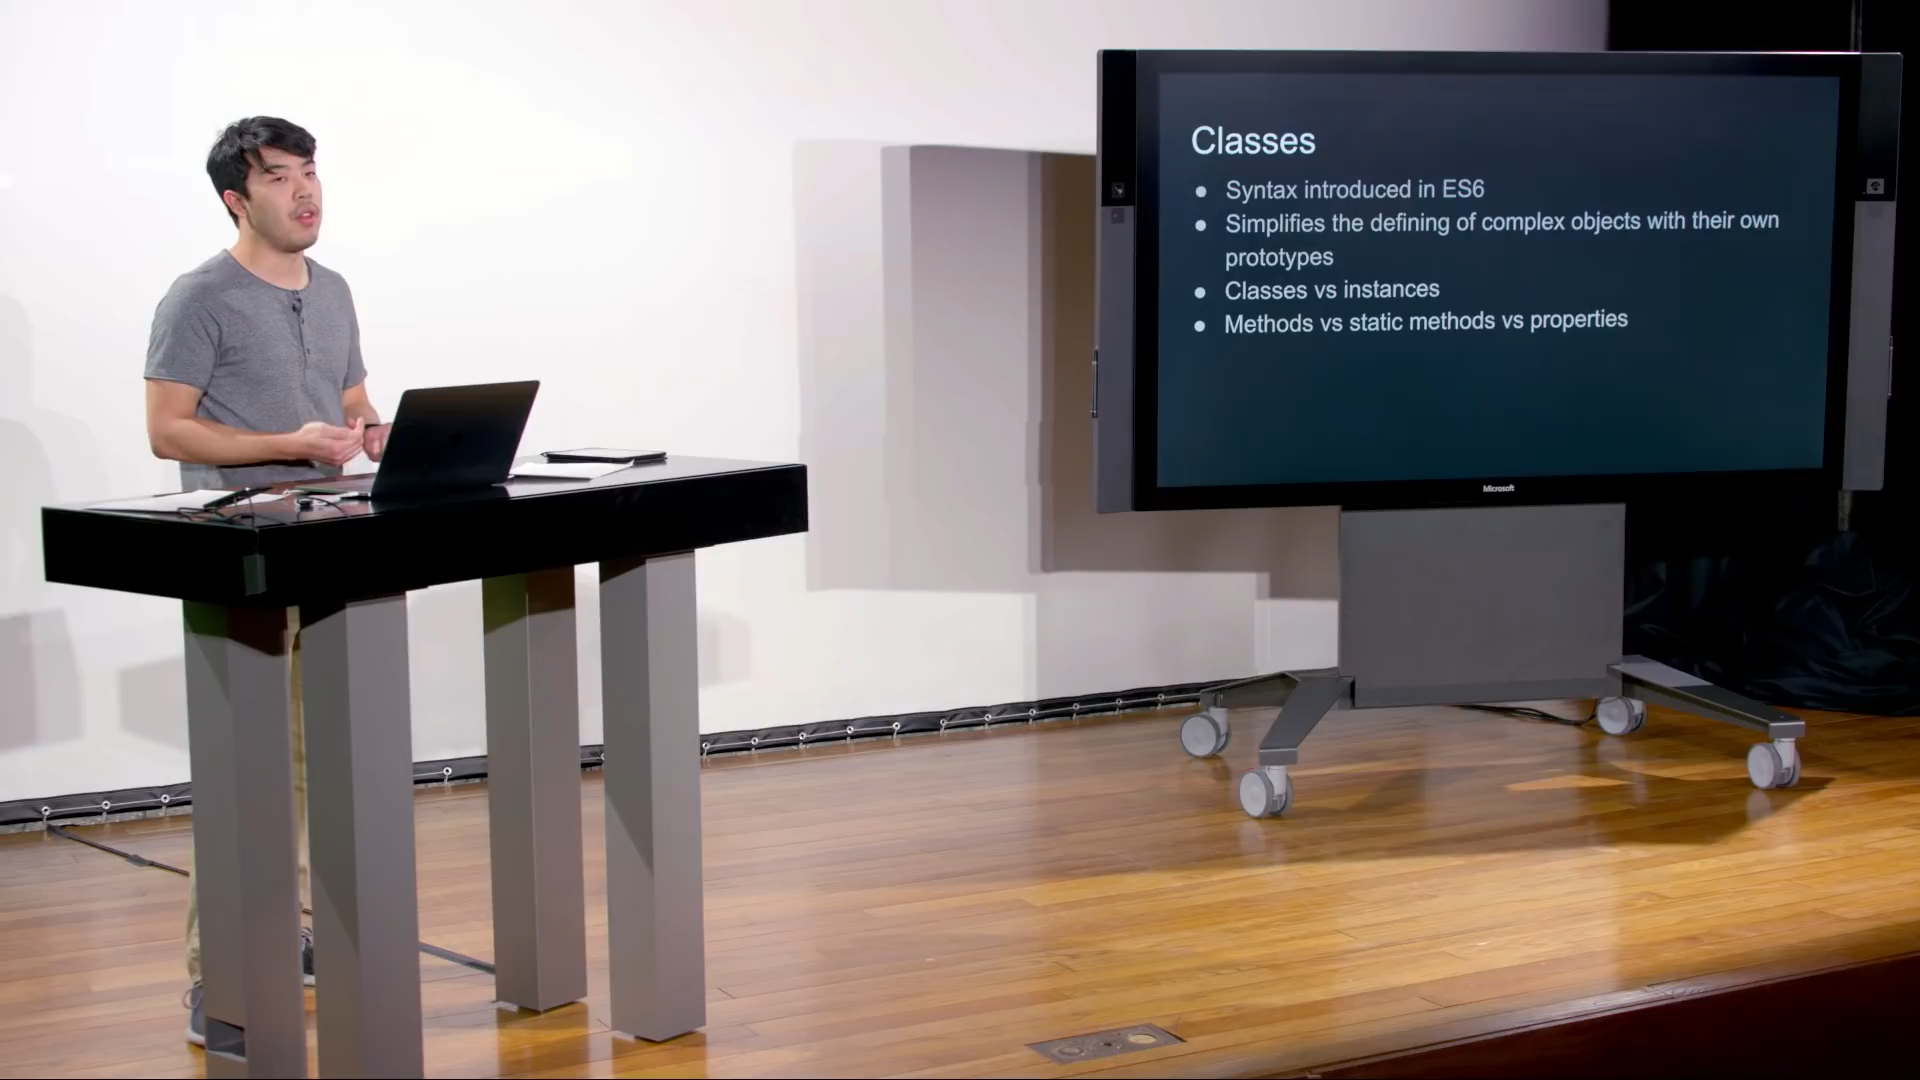 Classes
● Syntax introduced in ES6
● Simplifies the defining of complex objects with their own
prototypes
● Classes vs instances
● Methods vs static methods vs properties
Microsoft